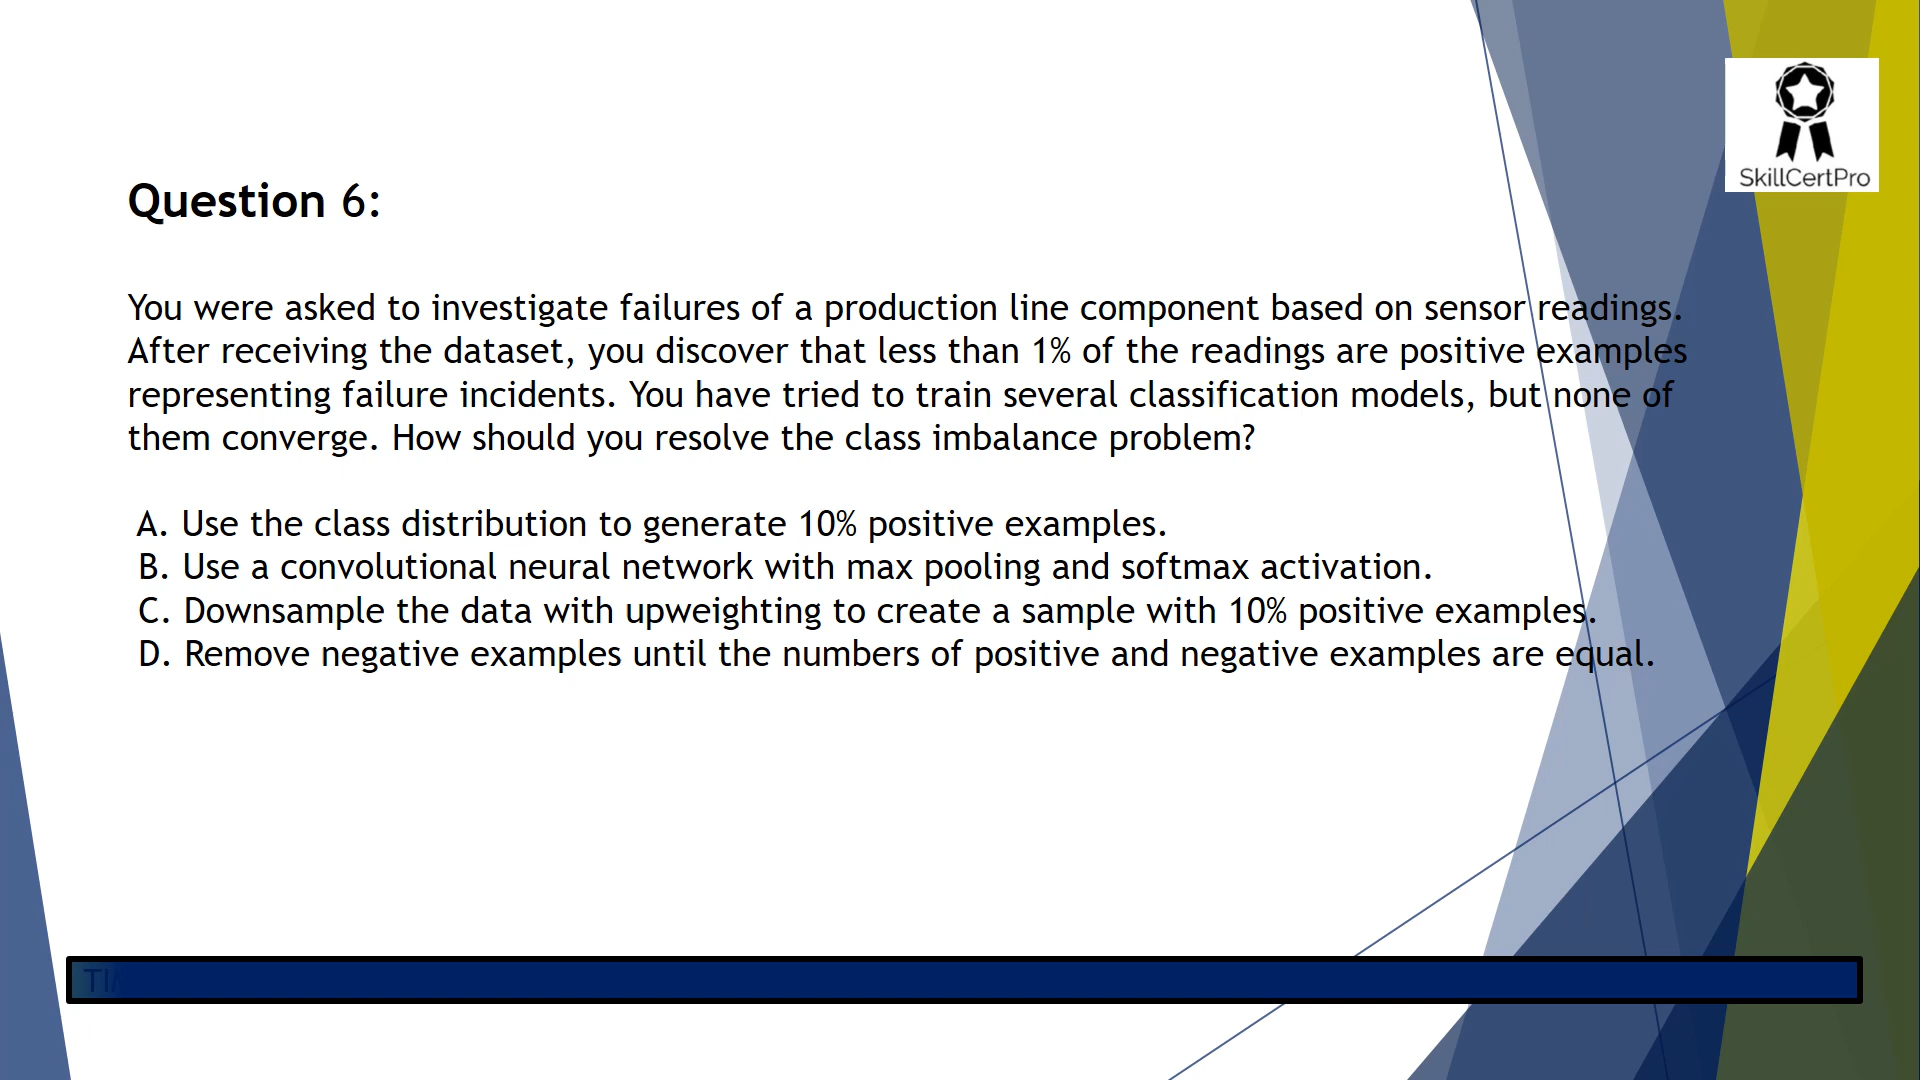 SkillCertPro
Question 6:
You were asked to investigate failures of a production line component based on sensor readings.
After receiving the dataset, you discover that less than 1% of the readings are positive examples
representing failure incidents. You have tried to train several classification models, but none of
them converge. How should you resolve the class imbalance problem?
A. Use the class distribution to generate 10% positive examples.
B. Use a convolutional neural network with max pooling and softmax activation.
C. Downsample the data with upweighting to create a sample with 10% positive examples.
D. Remove negative examples until the numbers of positive and negative examples are equal.